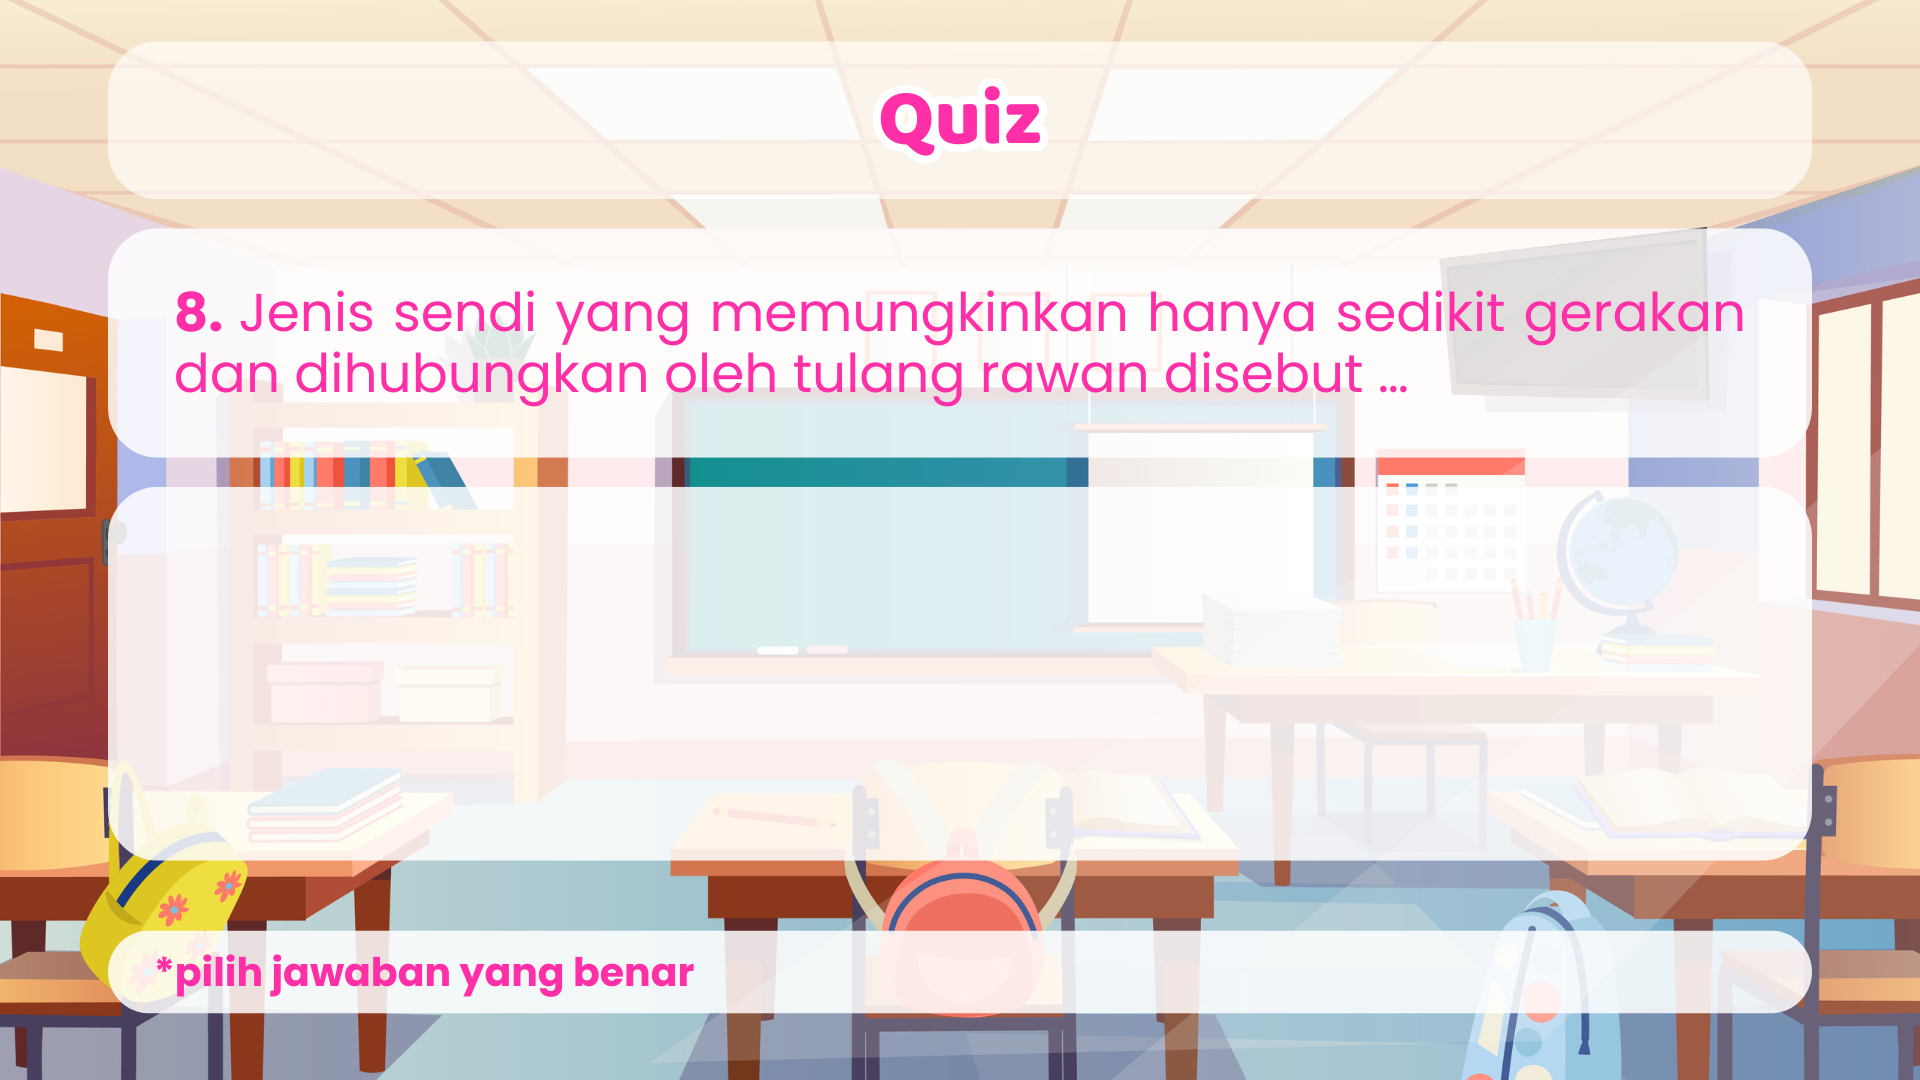 Quiz
8. Jenis sendi yang memungkinkan hanya sedikit gerakan
dan dihubungkan oleh tulang rawan disebut ...
*pilih jawaban yang benar